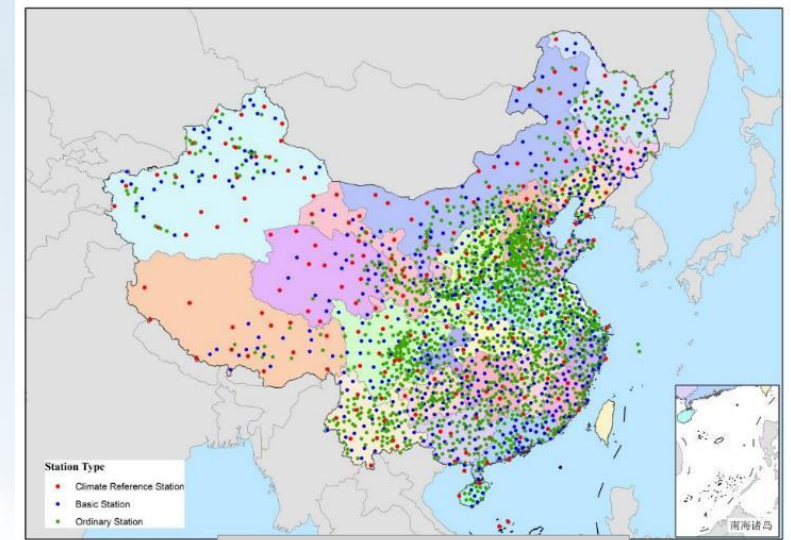 Station Type
Climate Reference Station
Basic Station
Ordinary Station
南海诸岛